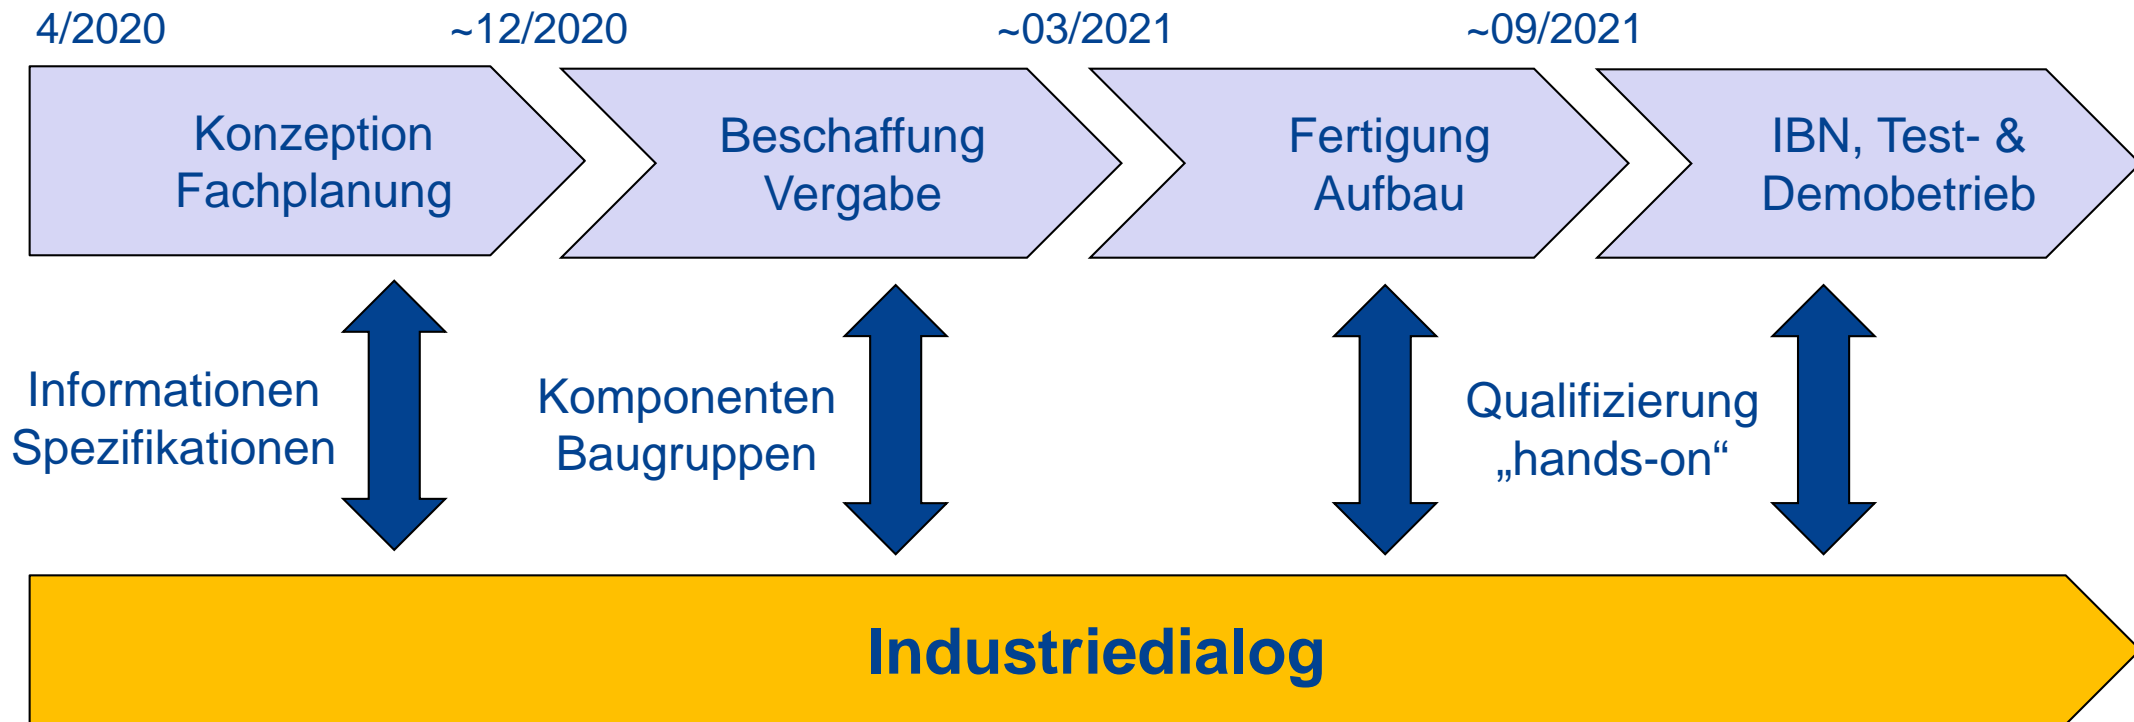 4/2020
~12/2020
~03/2021
~09/2021
Konzeption
Fachplanung
Beschaffung
Vergabe
Fertigung
Aufbau
IBN, Test- &
Demobetrieb
Informationen
Spezifikationen
Komponenten
Baugruppen
Qualifizierung
„hands-on“
Industriedialog